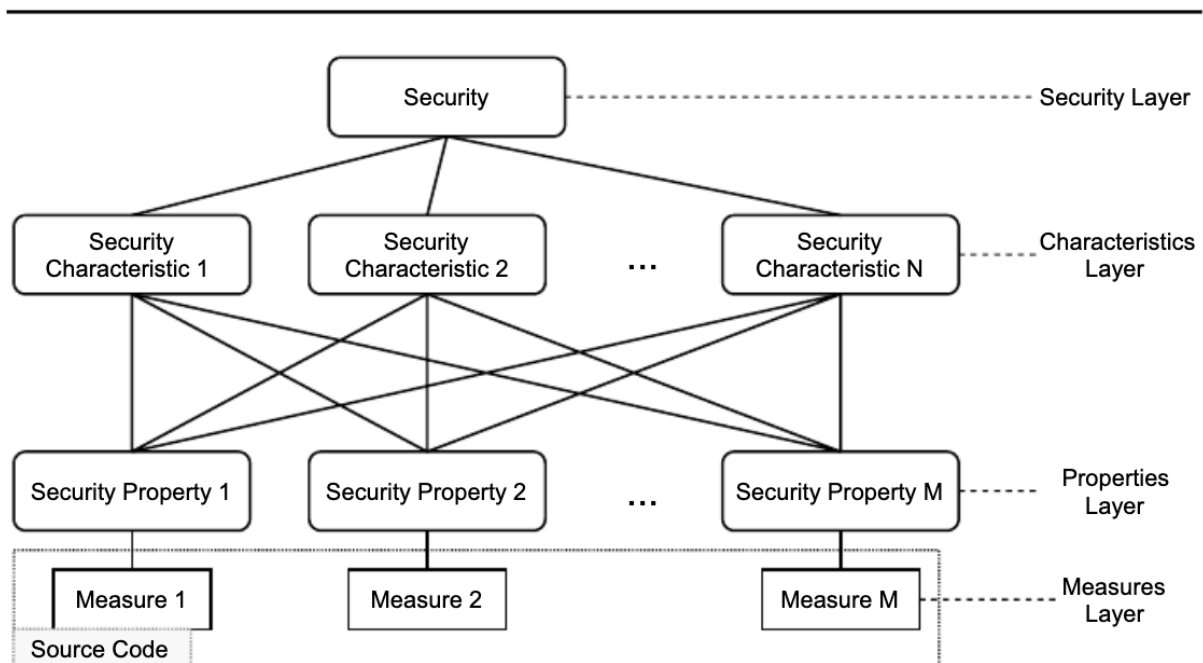 Security
Security Layer
Security
Characteristic 1
Security
Characteristic 2
...
Security
Characteristic N
Characteristics
Layer
Security Property 1
Security Property 2
...
Security Property M
Properties
Layer
Measure 1
Measure 2
Measure M
Measures
Layer
Source Code